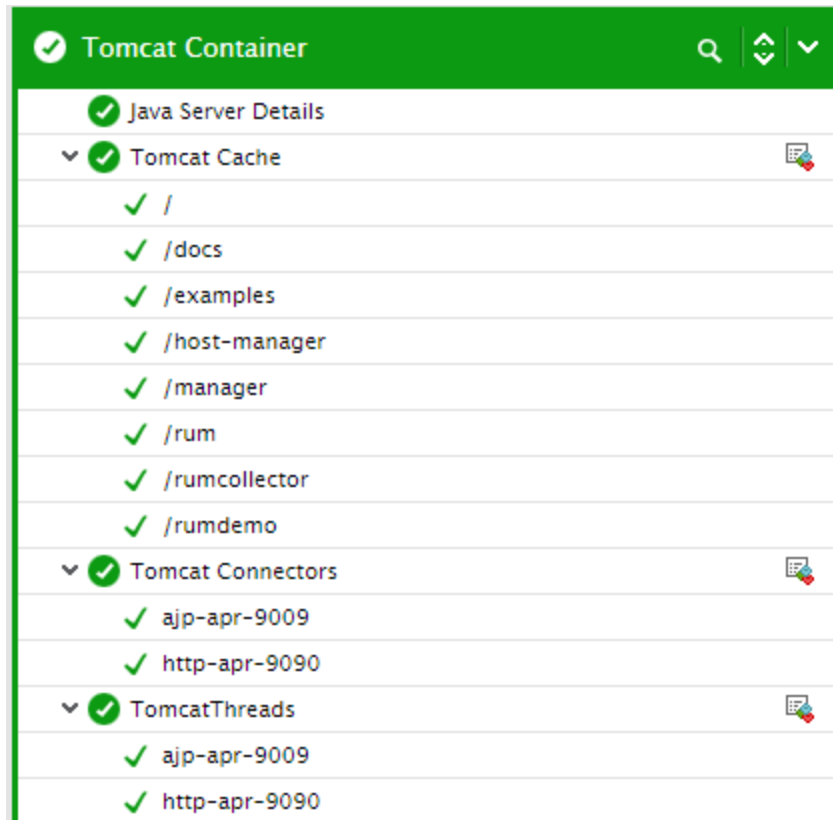 Tomcat Container
Java Server Details
Tomcat Cache
/
/docs
/examples
/host-manager
/manager
/rum
/rumcollector
/rumdemo
Tomcat Connectors
ajp-apr-9009
http-apr-9090
TomcatThreads
ajp-apr-9009
http-apr-9090